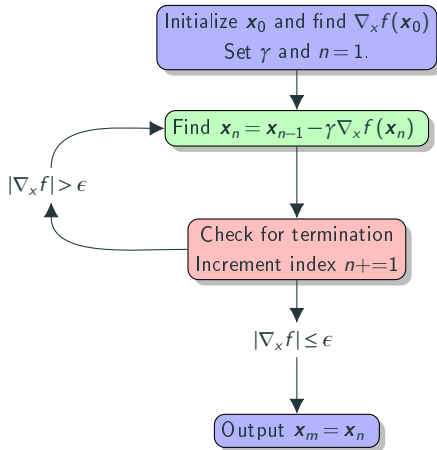 Initialize 𝒙₀ and find ∇ₓf(𝒙₀)
Set γ and n = 1.
Find 𝒙ₙ = 𝒙ₙ₋₁ − γ∇ₓf(𝒙ₙ)
|∇ₓf| > ϵ
Check for termination
Increment index n+=1
|∇ₓf| ≤ ϵ
Output 𝒙ₘ = 𝒙ₙ